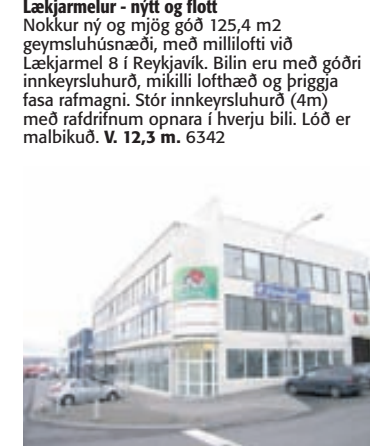 Lækjarmelur - nýtt og flott
Nokkur ný og mjög góð 125,4 m2
geymsluhúsnæði, með millilofti við
Lækjarmel 8 í Reykjavík. Bilin eru með góðri
innkeyrsluhurð, mikilli lofthæð og þriggja
fasa rafmagni. Stór innkeyrsluhurð (4m)
með rafdrifnum opnara í hverju bili. Lóð er
malbikuð. V. 12,3 m. 6342